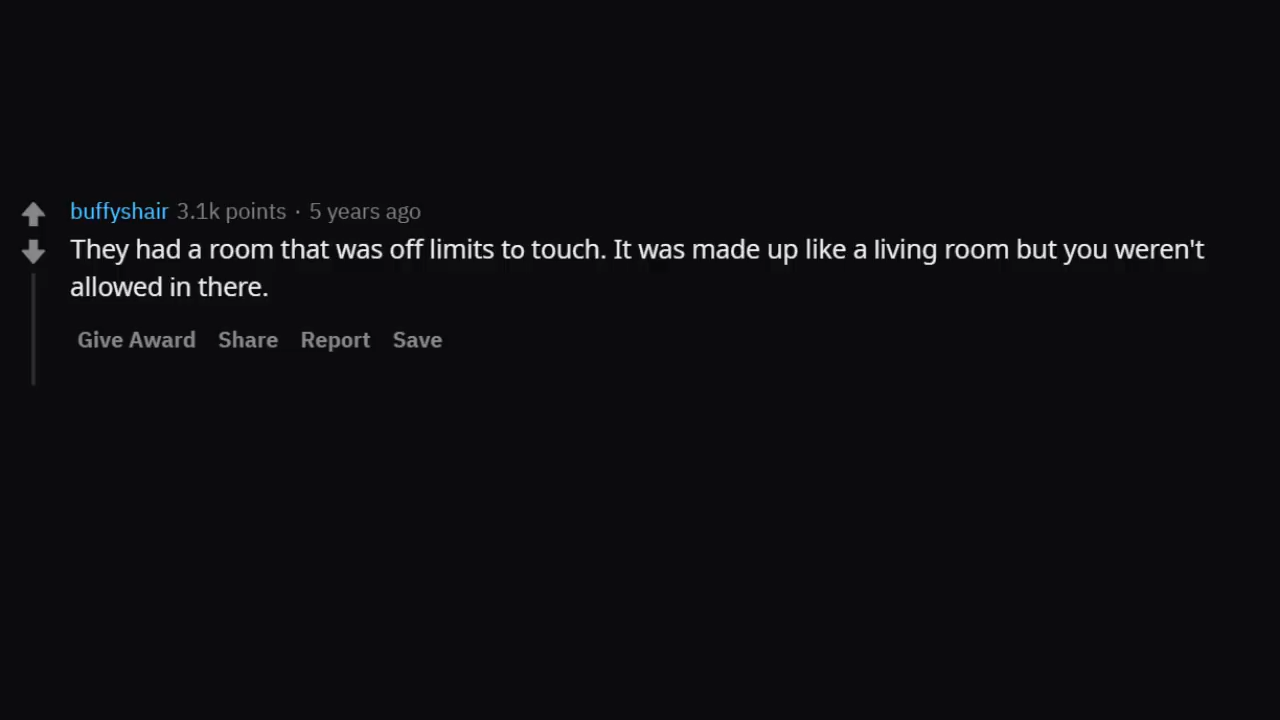 buffyshair 3.1k points · 5 years ago
They had a room that was off limits to touch. It was made up like a living room but you weren't
allowed in there.
Give Award Share Report Save